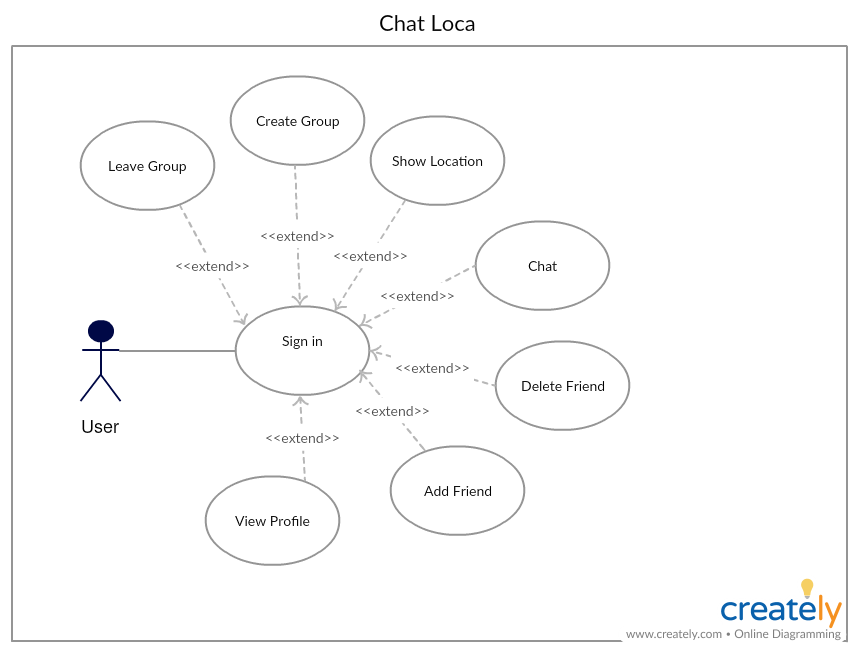 Chat Loca
Create Group
Leave Group
Show Location
<<extend>>
<<extend>>
<<extend>>
Chat
<<extend>>
Sign in
<<extend>>
Delete Friend
<<extend>>
User
<<extend>>
Add Friend
View Profile
creately
www.creately.com • Online Diagramming